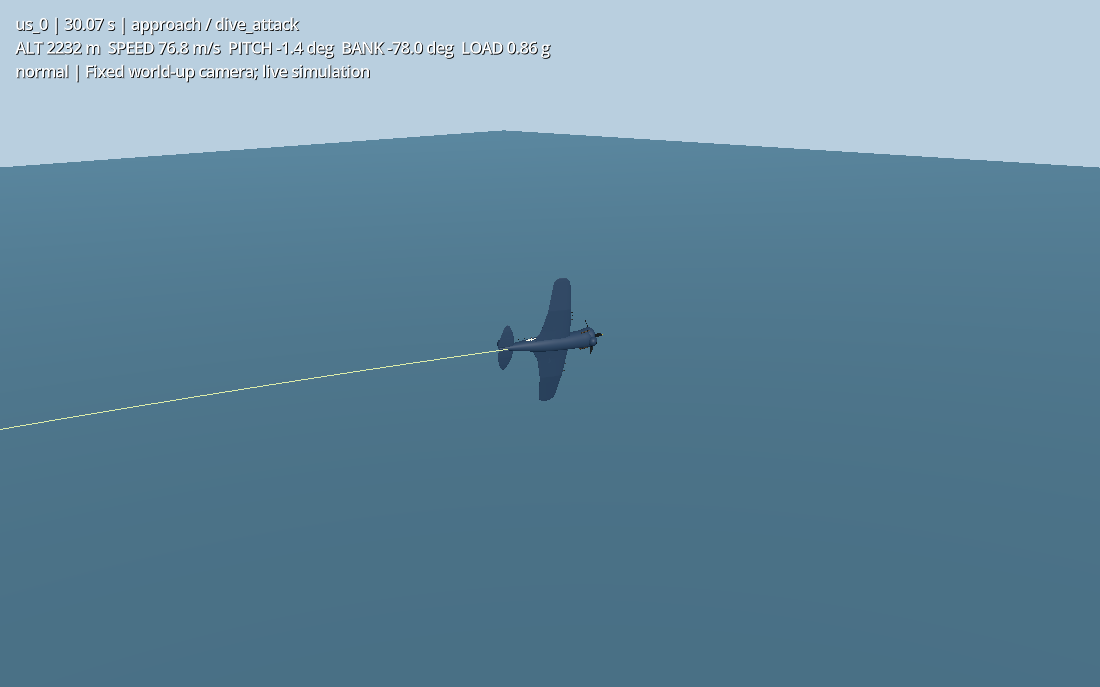 us_0 | 30.07 s | approach / dive_attack
ALT 2232 m  SPEED 76.8 m/s  PITCH -1.4 deg  BANK -78.0 deg  LOAD 0.86 g
normal | Fixed world-up camera; live simulation